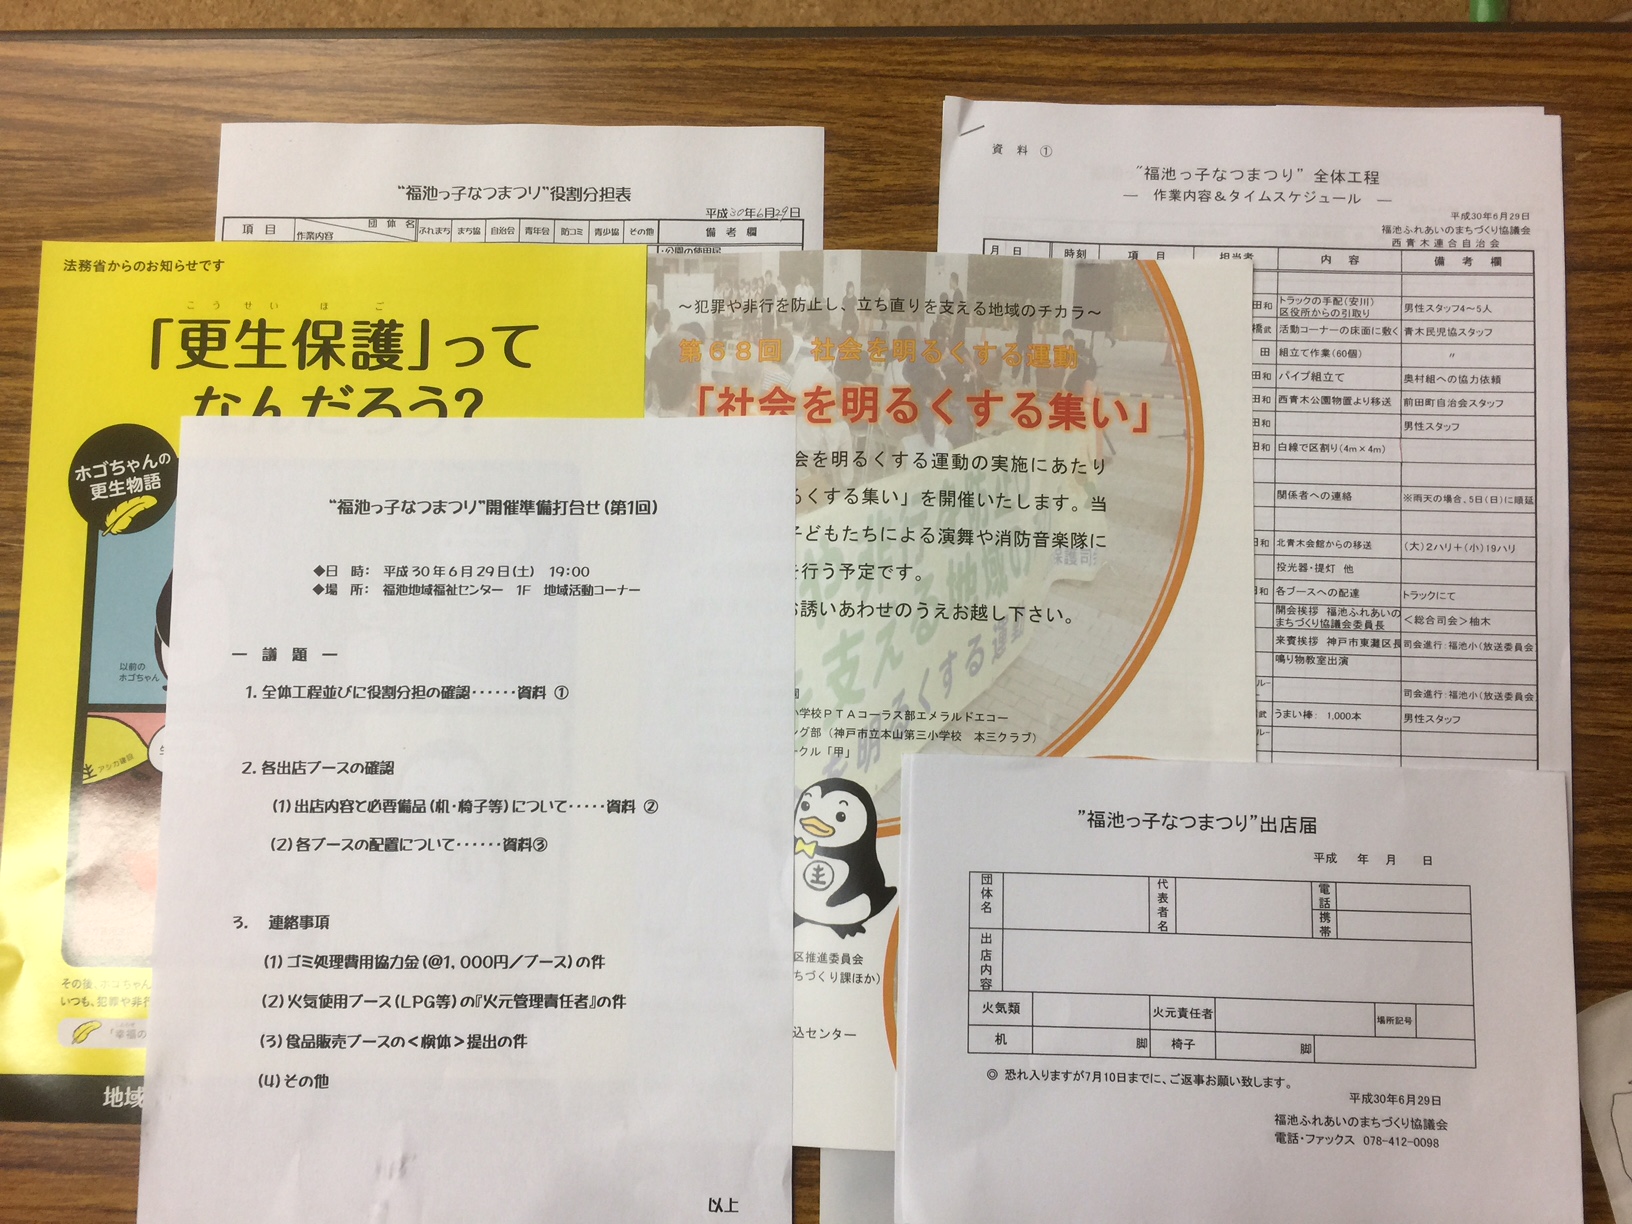 “福池っ子なつまつり”役割分担表
平成30年6月29日
項目
作業内容
団体名
ふれまち
まち協
自治会
青年会
防コミ
青少協
その他
備考欄
資料①
“福池っ子なつまつり” 全体工程
― 作業内容＆タイムスケジュール ―
平成30年6月29日
福池ふれあいのまちづくり協議会
西青木連合自治会
月 日 時刻 項目 担当者 内容 備考欄
田和 トラックの手配(安川) 男性スタッフ4～5人
区役所からの引取り
橋武 活動コーナーの床面に敷く 青木民児協スタッフ
田 組立て作業(60個) 〃
田和 パイプ組立て 奥村組への協力依頼
田和 西青木公園物置より移送 前田町自治会スタッフ
田和 男性スタッフ
田和 白線で区割り(4m×4m)
関係者への連絡 ※雨天の場合、5日(日)に順延
田和 北青木会館からの移送 (大)2ハリ＋(小)19ハリ
投光器・提灯 他
田和 各ブースへの配達 トラックにて
開会挨拶 福池ふれあいの
まちづくり協議会委員長 ＜総合司会＞柚木
来賓挨拶 神戸市東灘区長 司会進行:福池小(放送委員会)
鳴り物教室出演
司会進行:福池小(放送委員会)
うまい棒: 1,000本 男性スタッフ
法務省からのお知らせです
こうせい ほご
「更生保護」って
なんだろう?
ホゴちゃんの
更生物語
以前の
ホゴちゃん
アシカ建設
その後、ホゴちゃん
いつも、犯罪や非行
「幸福の
地域
～犯罪や非行を防止し、立ち直りを支える地域のチカラ～
第68回 社会を明るくする運動
「社会を明るくする集い」
会を明るくする運動の実施にあたり
るくする集い」を開催いたします。当
子どもたちによる演舞や消防音楽隊に
を行う予定です。
お誘いあわせのうえお越し下さい。
小学校PTAコーラス部エメラルドエコー
ング部(神戸市立本山第三小学校 本三クラブ)
ークル「甲」
区推進委員会
ちづくり課ほか)
込センター
“福池っ子なつまつり”開催準備打合せ(第1回)
◆日 時: 平成30年6月29日(土) 19:00
◆場 所: 福池地域福祉センター 1F 地域活動コーナー
― 議 題 ―
1. 全体工程並びに役割分担の確認‥‥‥資料 ①
2. 各出店ブースの確認
(1)出店内容と必要備品(机・椅子等)について‥‥‥資料 ②
(2)各ブースの配置について‥‥‥資料③
3. 連絡事項
(1)ゴミ処理費用協力金(@1,000円/ブース)の件
(2)火気使用ブース(LPG等)の『火元管理責任者』の件
(3)食品販売ブースの＜検体＞提出の件
(4)その他
以上
”福池っ子なつまつり”出店届
平成 年 月 日
団体名 代表者名 電話
携帯
出店内容
火気類 火元責任者 場所記号
机 脚 椅子 脚
◎ 恐れ入りますが7月10日までに、ご返事お願い致します。
平成30年6月29日
福池ふれあいのまちづくり協議会
電話・ファックス 078-412-0098